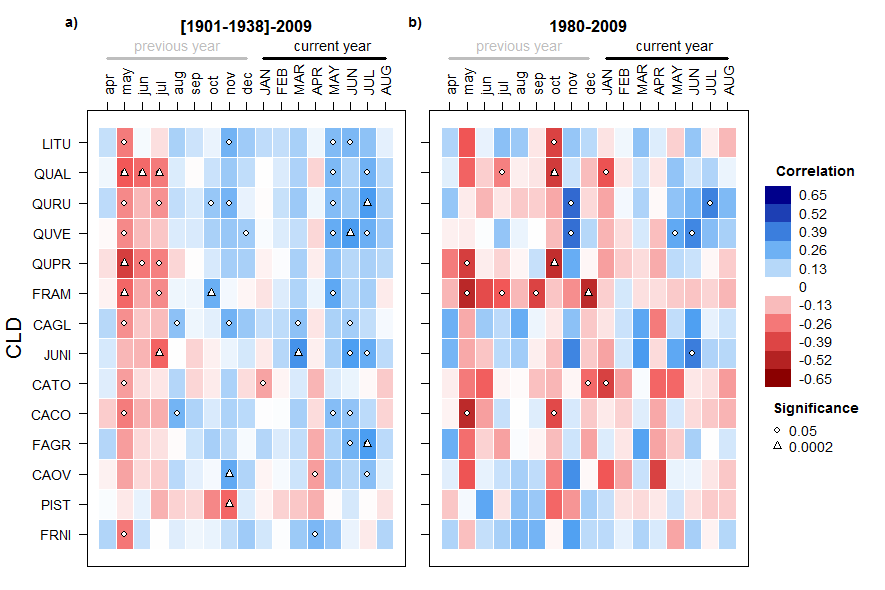 a) [1901-1938]-2009
previous year current year
apr may jun jul aug sep oct nov dec JAN FEB MAR APR MAY JUN JUL AUG
b) 1980-2009
previous year current year
apr may jun jul aug sep oct nov dec JAN FEB MAR APR MAY JUN JUL AUG
CLD
LITU
QUAL
QURU
QUVE
QUPR
FRAM
CAGL
JUNI
CATO
CACO
FAGR
CAOV
PIST
FRNI
Correlation
0.65
0.52
0.39
0.26
0.13
0
-0.13
-0.26
-0.39
-0.52
-0.65
Significance
0.05
0.0002